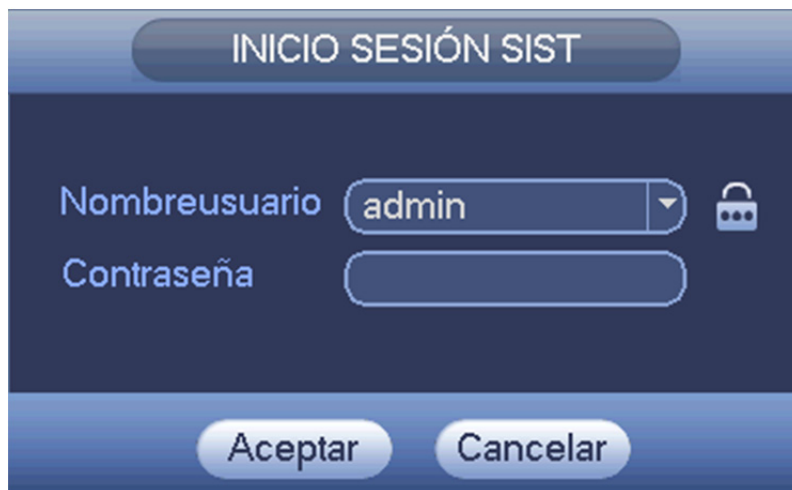 INICIO SESIÓN SIST
Nombreusuario admin
Contraseña
Aceptar Cancelar